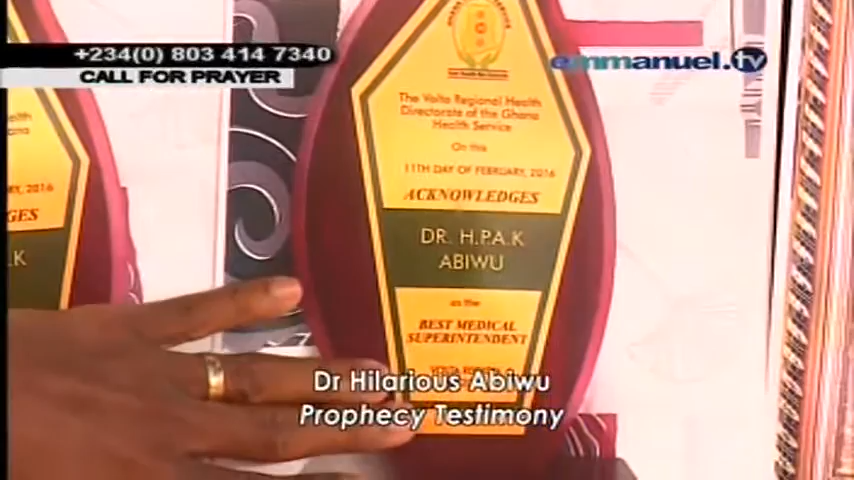 +234(0) 803 414 7340
CALL FOR PRAYER
emmanuel.tv
The Volta Regional Health
Directorate of the Ghana
Health Service
On this
11TH DAY OF FEBRUARY, 2016
ACKNOWLEDGES
DR. H.P.A.K
ABIWU
as the
BEST MEDICAL
SUPERINTENDENT
Dr Hilarious Abiwu
Prophecy Testimony